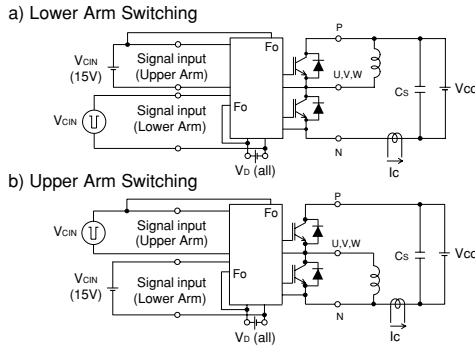 a) Lower Arm Switching
P
Fo
VCIN
(15V)
Signal input
(Upper Arm)
U,V,W
CS
VCC
Signal input
(Lower Arm)
Fo
VCIN
VD (all)
N
Ic
b) Upper Arm Switching
P
Fo
VCIN
Signal input
(Upper Arm)
U,V,W
CS
VCC
VCIN
(15V)
Signal input
(Lower Arm)
Fo
VD (all)
N
Ic